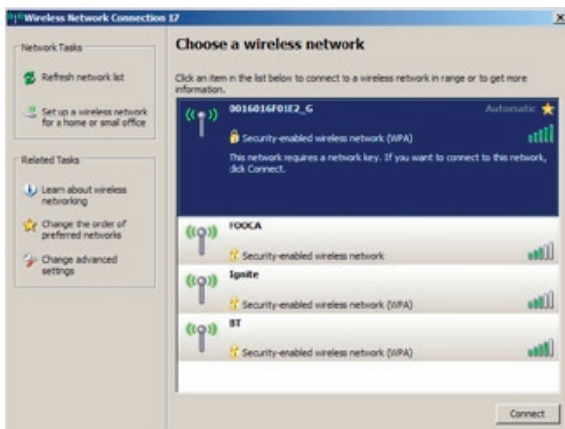 Wireless Network Connection 17
Network Tasks
Refresh network list
Set up a wireless network
for a home or small office
Related Tasks
Learn about wireless
networking
Change the order of
preferred networks
Change advanced
settings
Choose a wireless network
Click an item in the list below to connect to a wireless network in range or to get more
information.
0016016F01E2_G Automatic
Security-enabled wireless network (WPA)
This network requires a network key. If you want to connect to this network,
click Connect.
FOOCA
Security-enabled wireless network
Ignite
Security-enabled wireless network (WPA)
BT
Security-enabled wireless network (WPA)
Connect